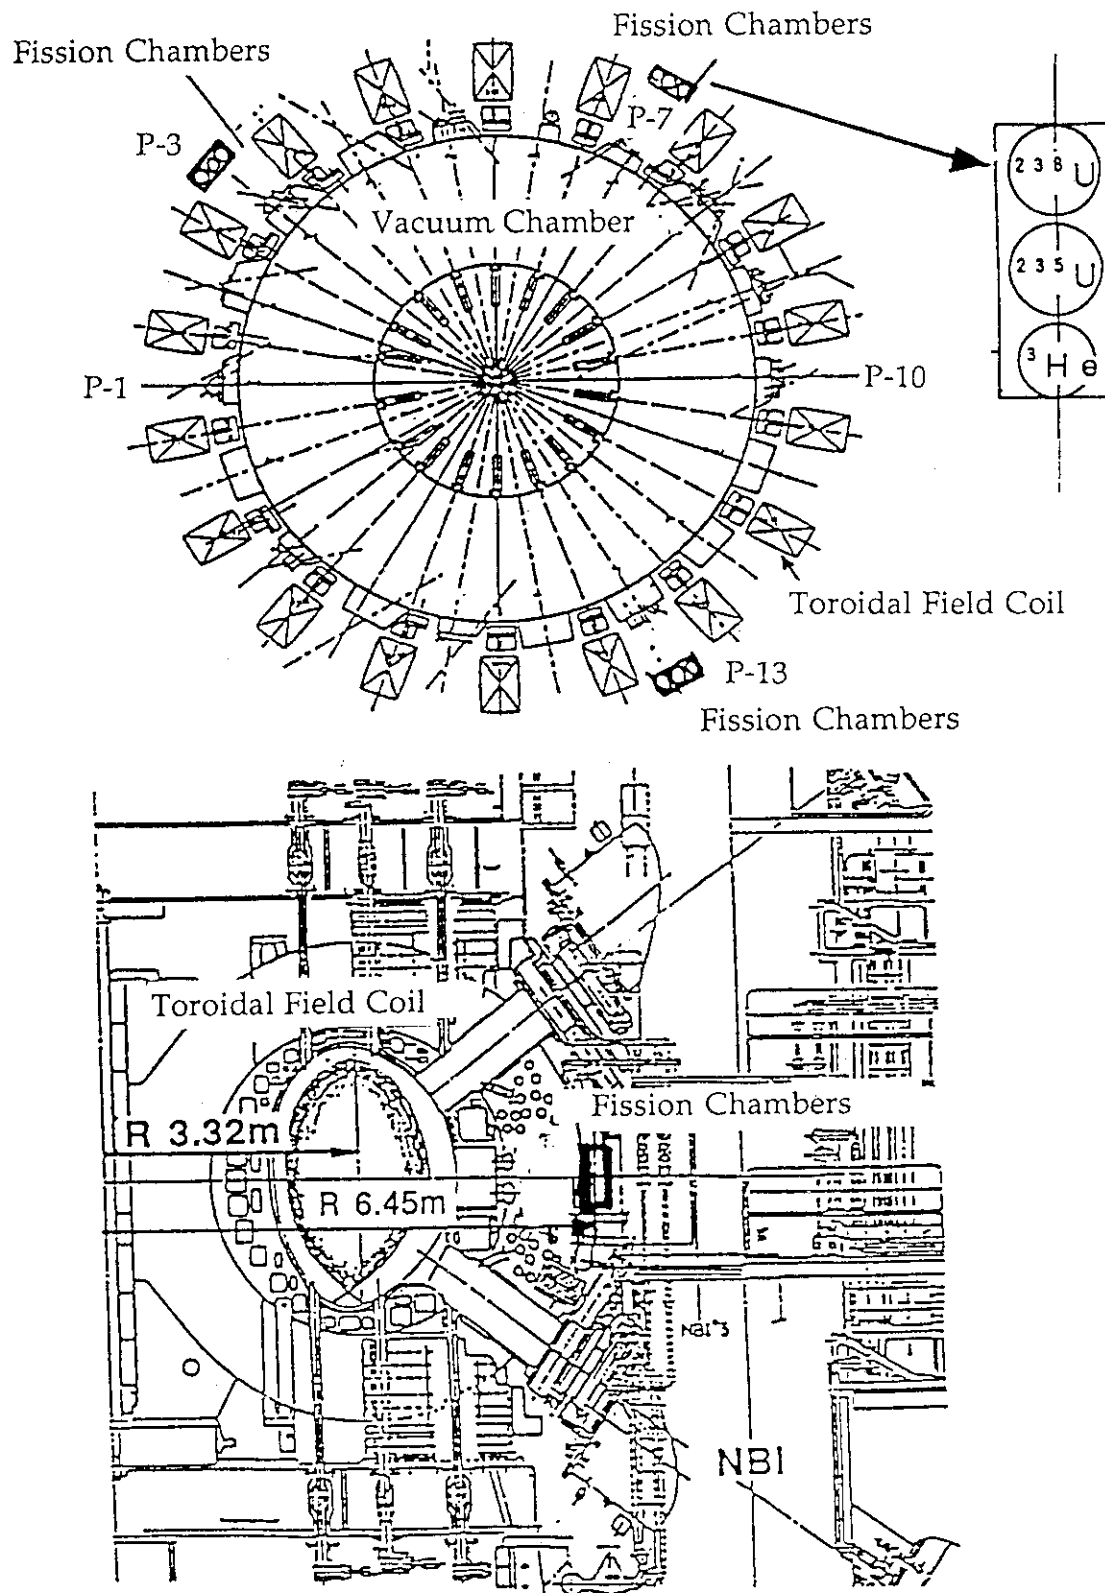 Fission Chambers
Fission Chambers
P-3
P-7
238U
Vacuum Chamber
235U
3He
P-1
P-10
Toroidal Field Coil
P-13
Fission Chambers
Toroidal Field Coil
Fission Chambers
R 3.32m
R 6.45m
NBI